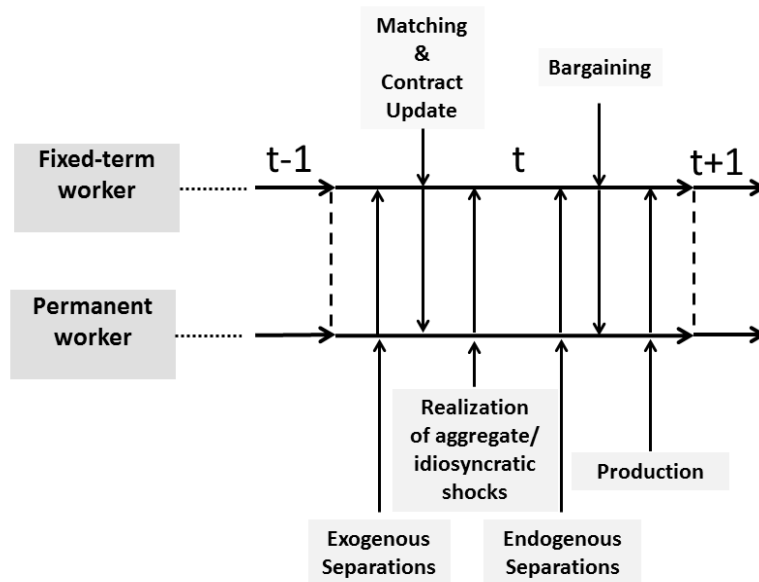 Matching
&
Contract
Update
Bargaining
Fixed-term
worker
t-1
t
t+1
Permanent
worker
Realization
of aggregate/
idiosyncratic
shocks
Production
Exogenous
Separations
Endogenous
Separations